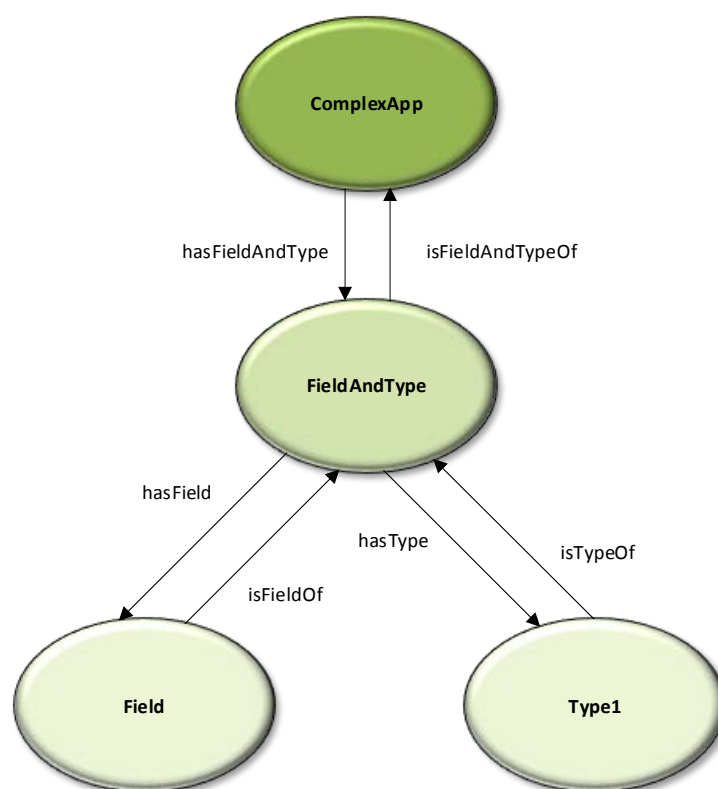 ComplexApp
hasFieldAndType
isFieldAndTypeOf
FieldAndType
hasField
hasType
isTypeOf
isFieldOf
Field
Type1